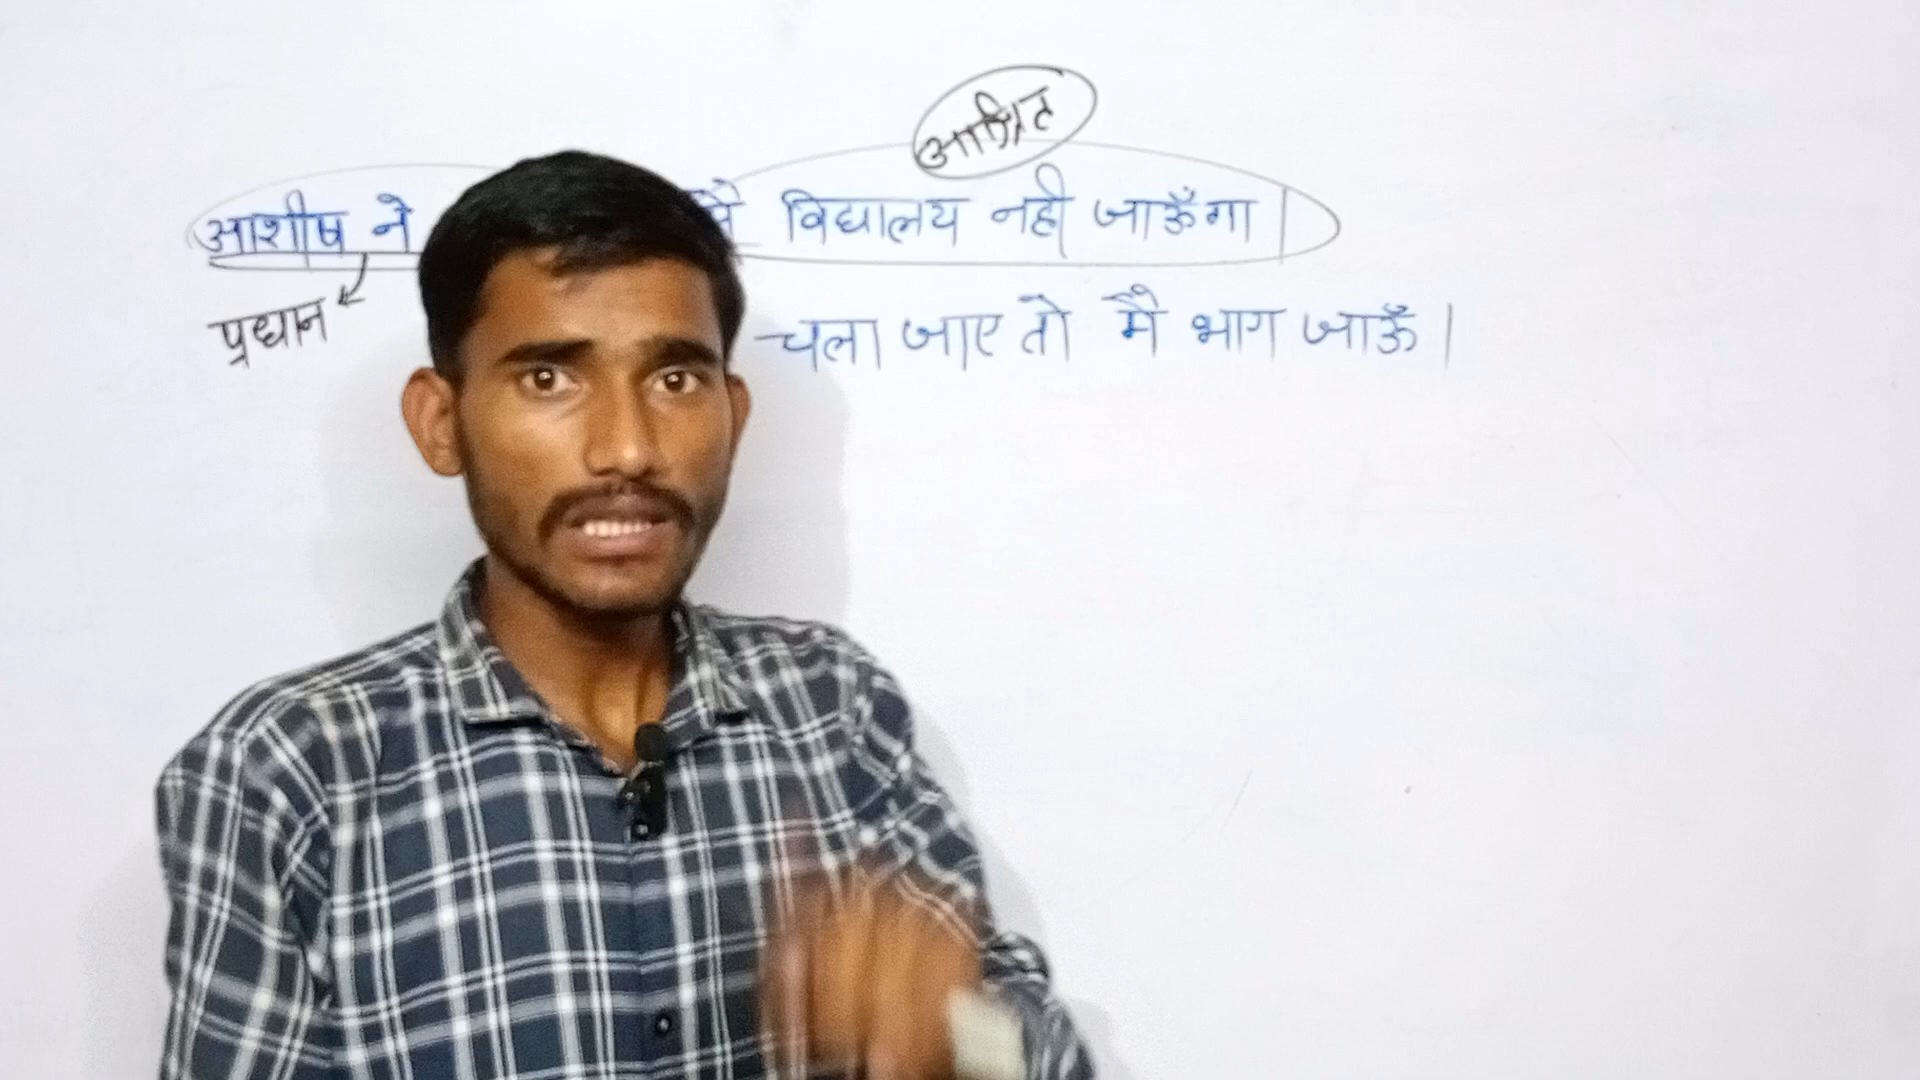 आश्रित
आशीष ने मै विद्यालय नही जाऊँगा।
प्रधान
चला जाए तो मै भाग जाऊँ।